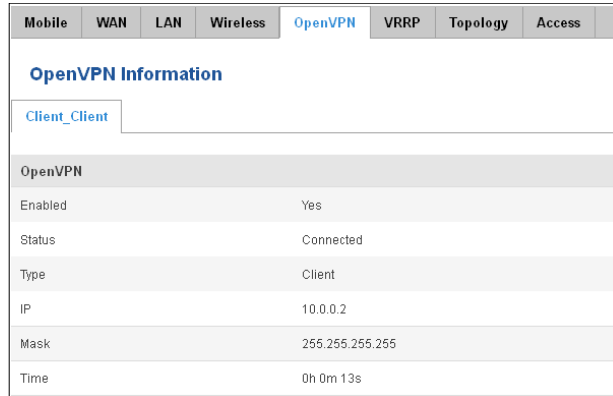 Mobile WAN LAN Wireless OpenVPN VRRP Topology Access
OpenVPN Information
Client_Client
OpenVPN
Enabled Yes
Status Connected
Type Client
IP 10.0.0.2
Mask 255.255.255.255
Time 0h 0m 13s